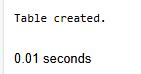 Table created.
0.01 seconds